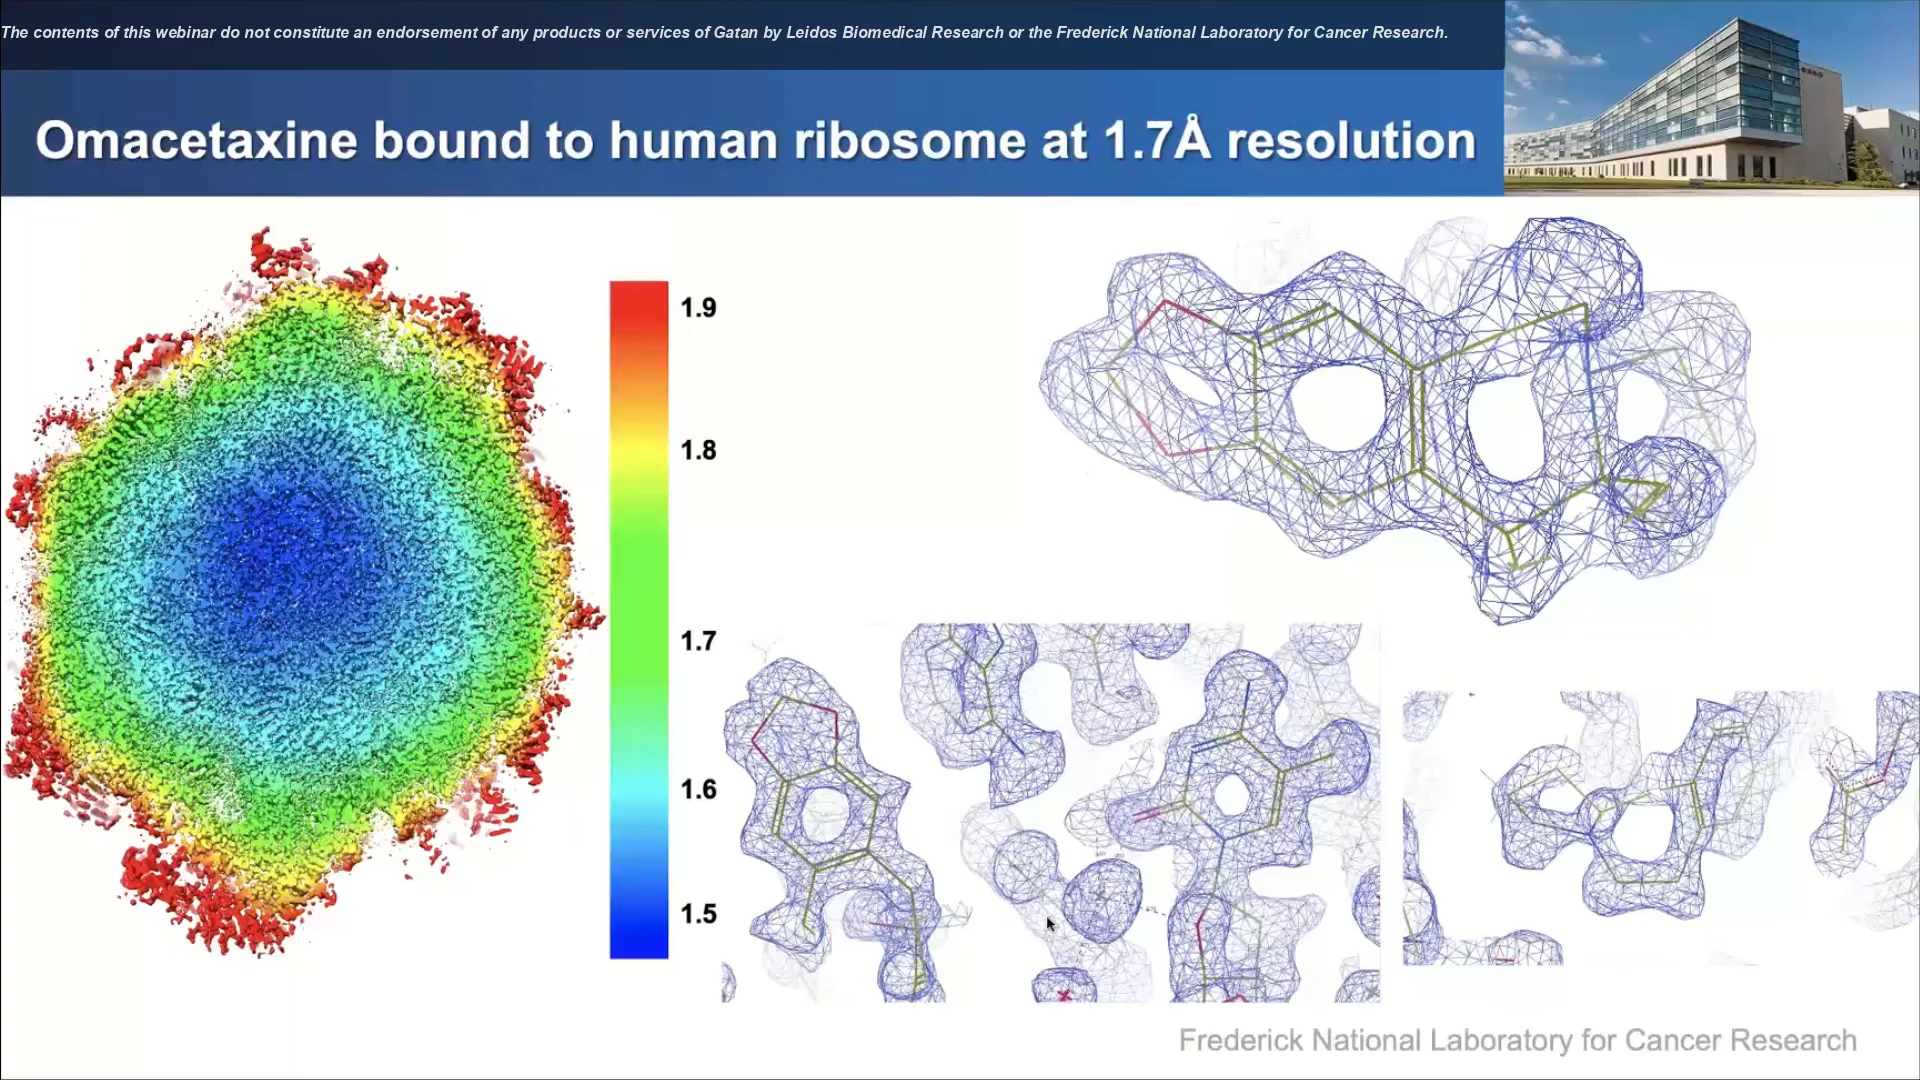 The contents of this webinar do not constitute an endorsement of any products or services of Gatan by Leidos Biomedical Research or the Frederick National Laboratory for Cancer Research.
Omacetaxine bound to human ribosome at 1.7Å resolution
1.9
1.8
1.7
1.6
1.5
Frederick National Laboratory for Cancer Research